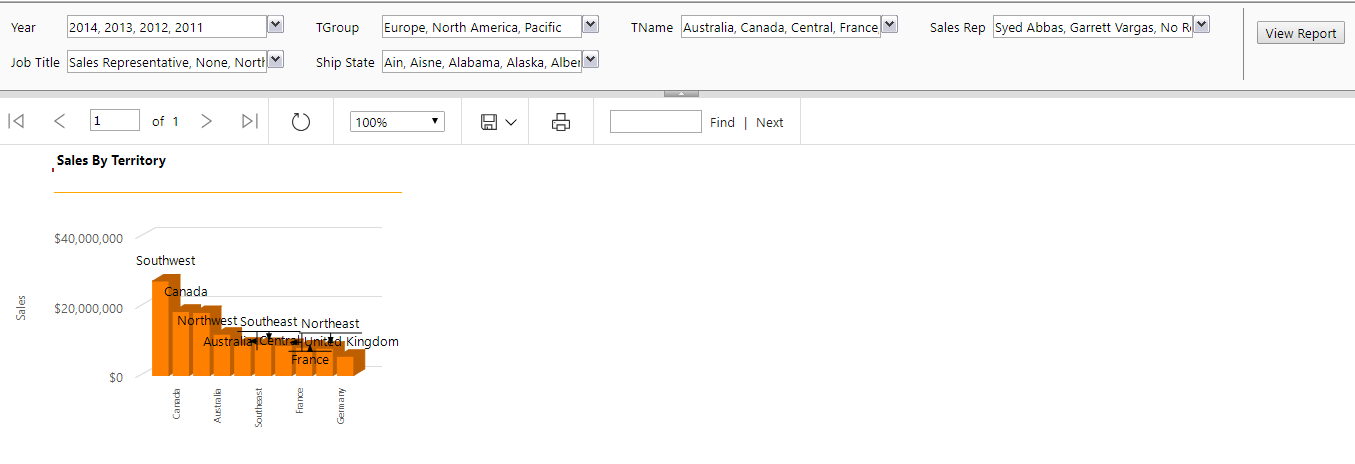 Year 2014, 2013, 2012, 2011 TGroup Europe, North America, Pacific TName Australia, Canada, Central, France, Sales Rep Syed Abbas, Garrett Vargas, No R View Report
Job Title Sales Representative, None, North Ship State Ain, Aisne, Alabama, Alaska, Alber
1 of 1 100% Find | Next
Sales By Territory
$40,000,000
Southwest
Canada
Sales
$20,000,000
Northwest Southeast Northeast
Australia Central United Kingdom
France
$0
Canada Australia Southeast France Germany